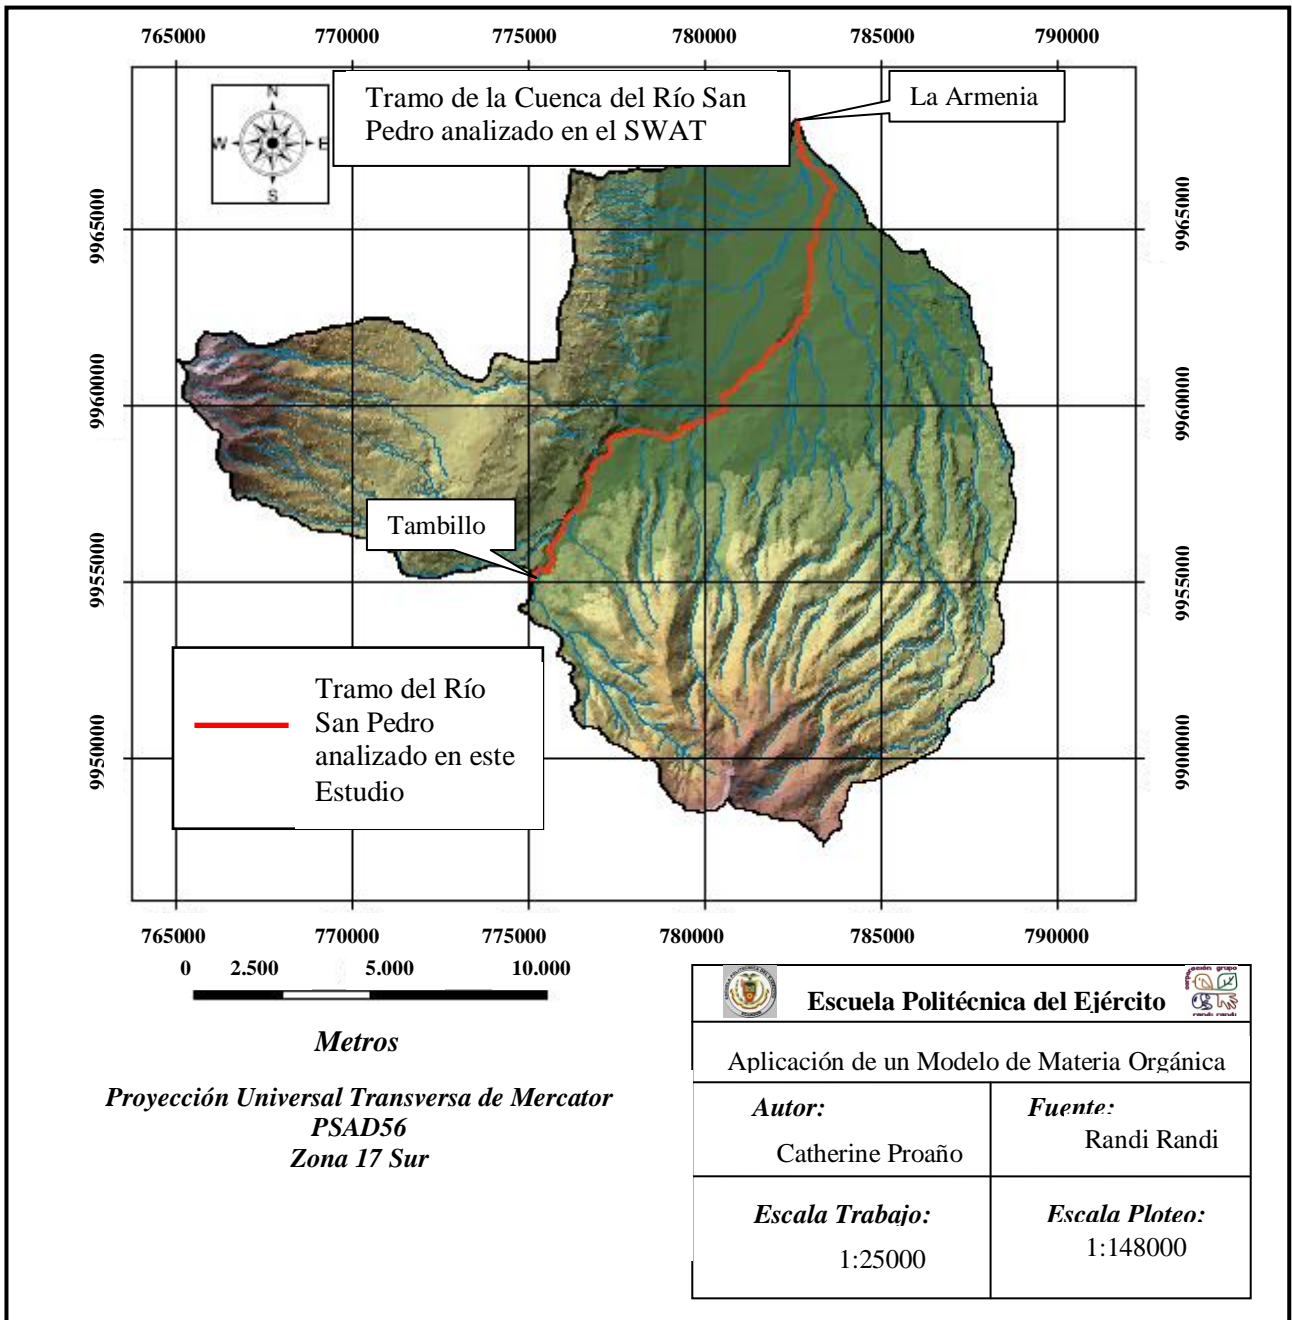 765000 770000 775000 780000 785000 790000
Tramo de la Cuenca del Río San
Pedro analizado en el SWAT
La Armenia
N
W E
S
9965000
9965000
9960000
9960000
Tambillo
9955000
9955000
Tramo del Río
San Pedro
analizado en este
Estudio
9950000
9900000
765000 770000 775000 780000 785000 790000
0 2.500 5.000 10.000
Metros
Proyección Universal Transversa de Mercator
PSAD56
Zona 17 Sur
Escuela Politécnica del Ejército
corporación grupo
randi randi
Aplicación de un Modelo de Materia Orgánica
Autor:
Catherine Proaño
Fuente:
Randi Randi
Escala Trabajo:
1:25000
Escala Ploteo:
1:148000